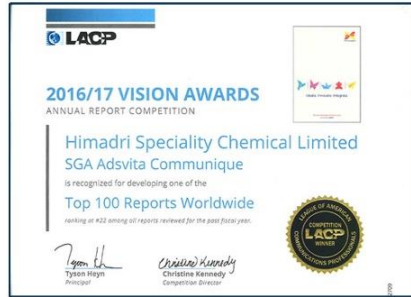 LACP
2016/17 VISION AWARDS
ANNUAL REPORT COMPETITION
Himadri Speciality Chemical Limited
SGA Adsvita Communique
is recognized for developing one of the
Top 100 Reports Worldwide
ranking at #22 among all reports reviewed for the past fiscal year.
Tyson Heyn
Principal
Christine Kennedy
Christine Kennedy
Competition Director
LEAGUE OF AMERICAN
COMPETITION
LACP
WINNER
COMMUNICATIONS PROFESSIONALS